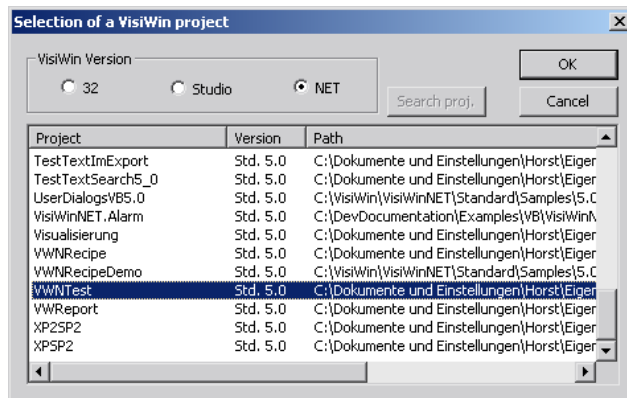 Selection of a VisiWin project
VisiWin Version
32 Studio NET
OK
Search proj.
Cancel
Project Version Path
TestTextImExport Std. 5.0 C:\Dokumente und Einstellungen\Horst\Eiger
TestTextSearch5_0 Std. 5.0 C:\Dokumente und Einstellungen\Horst\Eiger
UserDialogsVB5.0 Std. 5.0 C:\VisiWin\VisiWinNET\Standard\Samples\5.0
VisiWinNET.Alarm Std. 5.0 C:\DevDocumentation\Examples\VB\VisiWinN
Visualisierung Std. 5.0 C:\Dokumente und Einstellungen\Horst\Eiger
VWNRecipe Std. 5.0 C:\Dokumente und Einstellungen\Horst\Eiger
VWNRecipeDemo Std. 5.0 C:\VisiWin\VisiWinNET\Standard\Samples\5.0
VWNTest Std. 5.0 C:\Dokumente und Einstellungen\Horst\Eiger
VWReport Std. 5.0 C:\Dokumente und Einstellungen\Horst\Eiger
XP2SP2 Std. 5.0 C:\Dokumente und Einstellungen\Horst\Eiger
XPSP2 Std. 5.0 C:\Dokumente und Einstellungen\Horst\Eiger